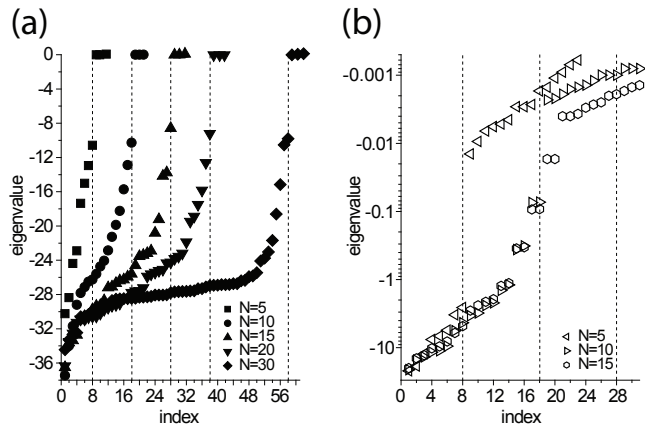 (a)
(b)
0
-4
-8
-12
-16
-20
-24
-28
-32
-36
eigenvalue
0 8 16 24 32 40 48 56
index
N=5
N=10
N=15
N=20
N=30
-0.001
-0.01
-0.1
-1
-10
eigenvalue
0 4 8 12 16 20 24 28
index
N=5
N=10
N=15